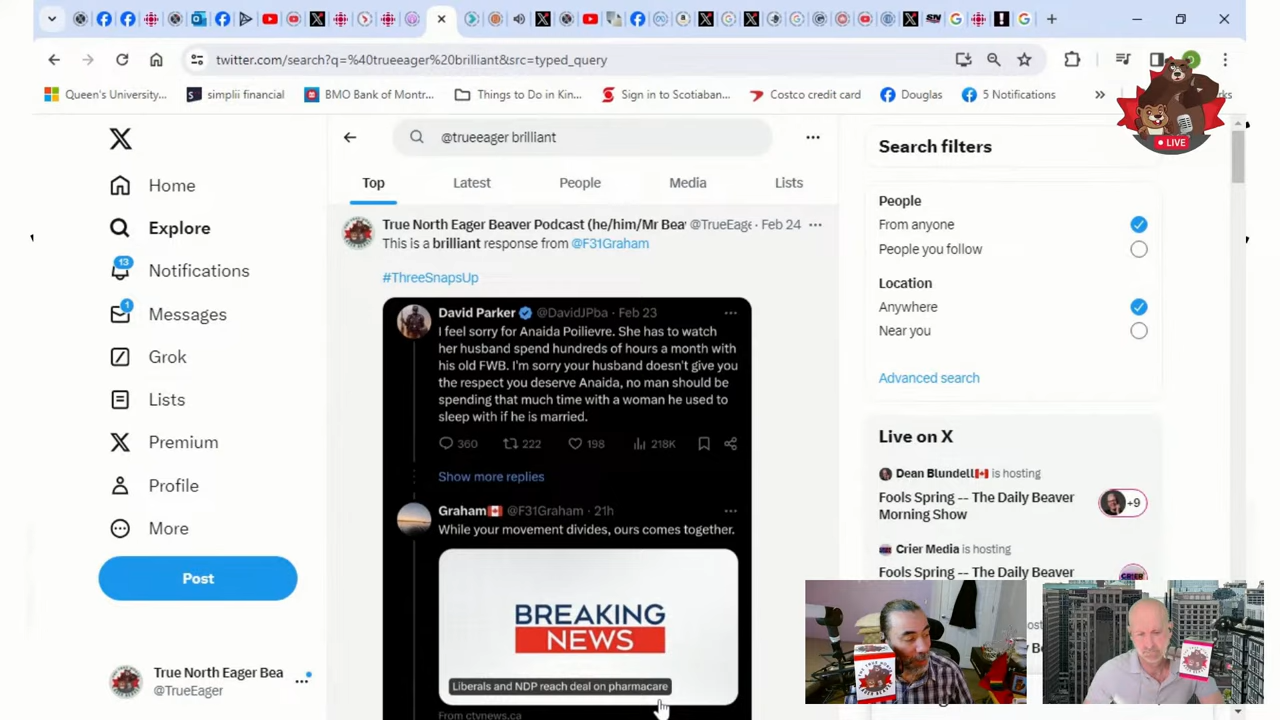 twitter.com/search?q=%40trueeager%20brilliant&src=typed_query
Queen's University...
simplii financial
BMO Bank of Montr...
Things to Do in Kin...
Sign in to Scotiaban...
Costco credit card
Douglas
5 Notifications
»
LIVE
@trueeager brilliant
Search filters
Home
Explore
13
Notifications
1
Messages
Grok
Lists
Premium
Profile
More
Post
True North Eager Bea
@TrueEager
Top
Latest
People
Media
Lists
True North Eager Beaver Podcast (he/him/Mr Bea @TrueEage · Feb 24
This is a brilliant response from @F31Graham
#ThreeSnapsUp
David Parker @DavidJPba · Feb 23
I feel sorry for Anaida Poilievre. She has to watch
her husband spend hundreds of hours a month with
his old FWB. I'm sorry your husband doesn't give you
the respect you deserve Anaida, no man should be
spending that much time with a woman he used to
sleep with if he is married.
360 222 198 218K
Show more replies
Graham @F31Graham · 21h
While your movement divides, ours comes together.
BREAKING
NEWS
Liberals and NDP reach deal on pharmacare
From ctvnews.ca
People
From anyone
People you follow
Location
Anywhere
Near you
Advanced search
Live on X
Dean Blundell is hosting
Fools Spring -- The Daily Beaver
Morning Show
+9
Crier Media is hosting
Fools Spring -- The Daily Beaver